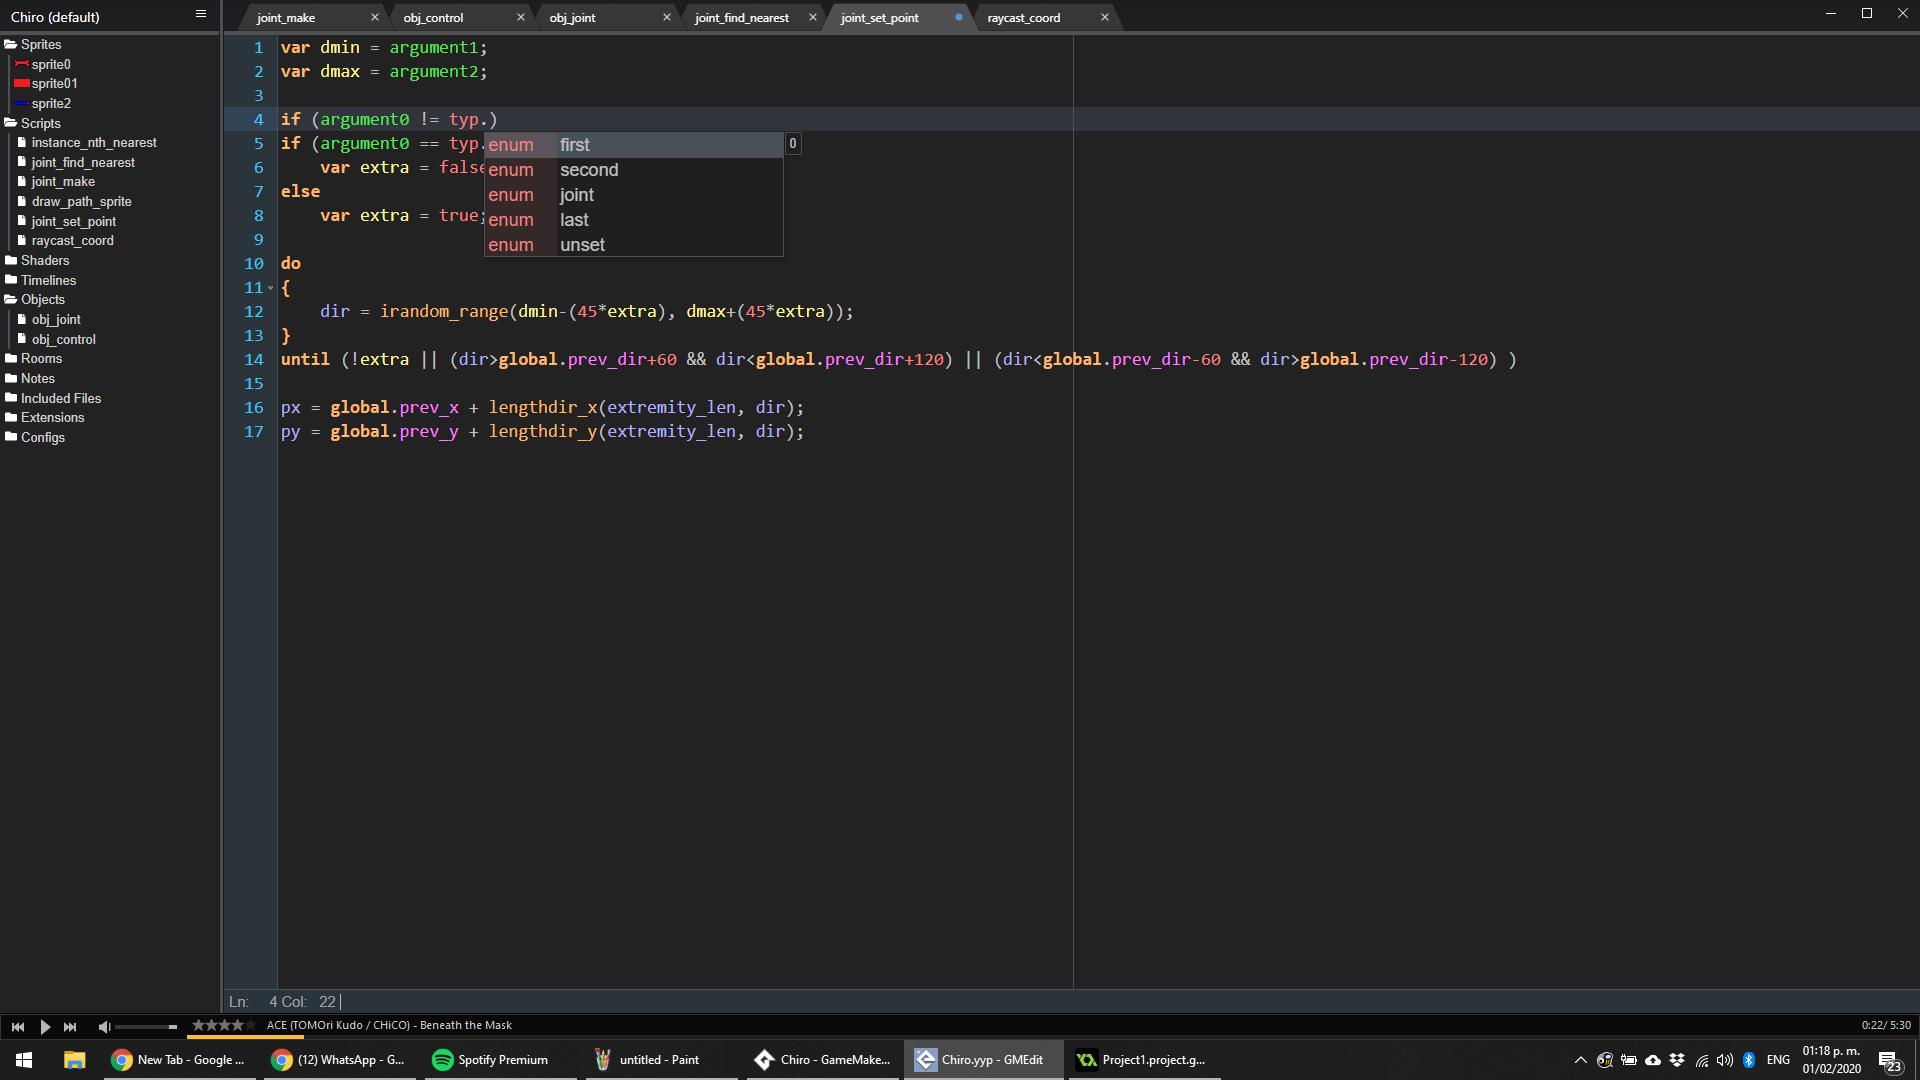 Chiro (default)
joint_make
obj_control
obj_joint
joint_find_nearest
joint_set_point
raycast_coord
Sprites
sprite0
sprite01
sprite2
Scripts
instance_nth_nearest
joint_find_nearest
joint_make
draw_path_sprite
joint_set_point
raycast_coord
Shaders
Timelines
Objects
obj_joint
obj_control
Rooms
Notes
Included Files
Extensions
Configs
1 var dmin = argument1;
2 var dmax = argument2;
3
4 if (argument0 != typ.)
5 if (argument0 == typ.
6 var extra = false
7 else
8 var extra = true;
9
10 do
11 {
12 dir = irandom_range(dmin-(45*extra), dmax+(45*extra));
13 }
14 until (!extra || (dir>global.prev_dir+60 && dir<global.prev_dir+120) || (dir<global.prev_dir-60 && dir>global.prev_dir-120) )
15
16 px = global.prev_x + lengthdir_x(extremity_len, dir);
17 py = global.prev_y + lengthdir_y(extremity_len, dir);
enum first 0
enum second
enum joint
enum last
enum unset
Ln: 4 Col: 22
ACE (TOMOri Kudo / CHiCO) - Beneath the Mask
0:22/ 5:30
New Tab - Google ...
(12) WhatsApp - G...
Spotify Premium
untitled - Paint
Chiro - GameMake...
Chiro.yyp - GMEdit
Project1.project.g...
ENG
01:18 p. m.
01/02/2020
23